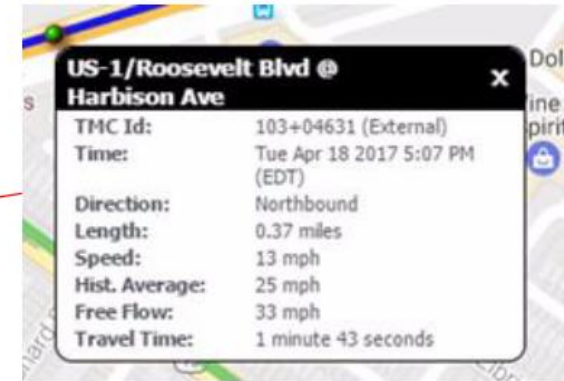 US-1/Roosevelt Blvd @
Harbison Ave
x
TMC Id: 103+04631 (External)
Time: Tue Apr 18 2017 5:07 PM
(EDT)
Direction: Northbound
Length: 0.37 miles
Speed: 13 mph
Hist. Average: 25 mph
Free Flow: 33 mph
Travel Time: 1 minute 43 seconds